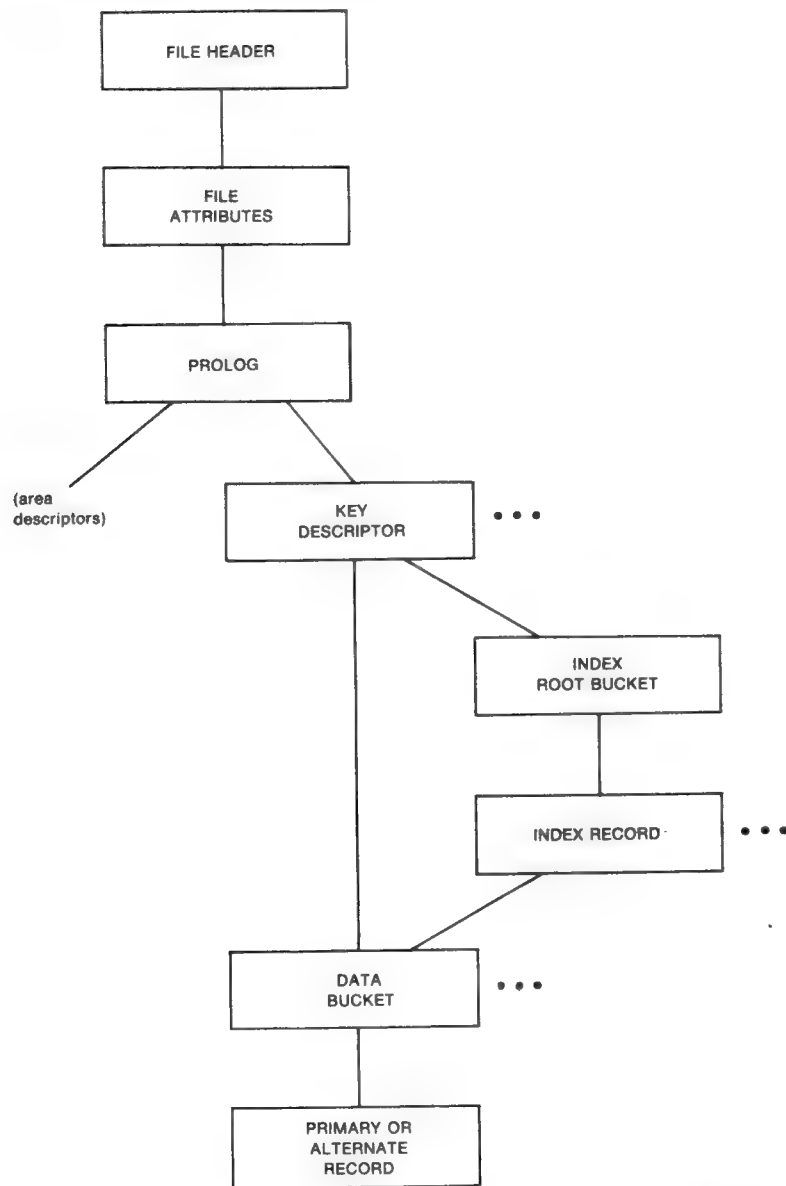 FILE HEADER
FILE
ATTRIBUTES
PROLOG
(area
descriptors)
KEY
DESCRIPTOR
INDEX
ROOT BUCKET
INDEX RECORD
DATA
BUCKET
PRIMARY OR
ALTERNATE
RECORD